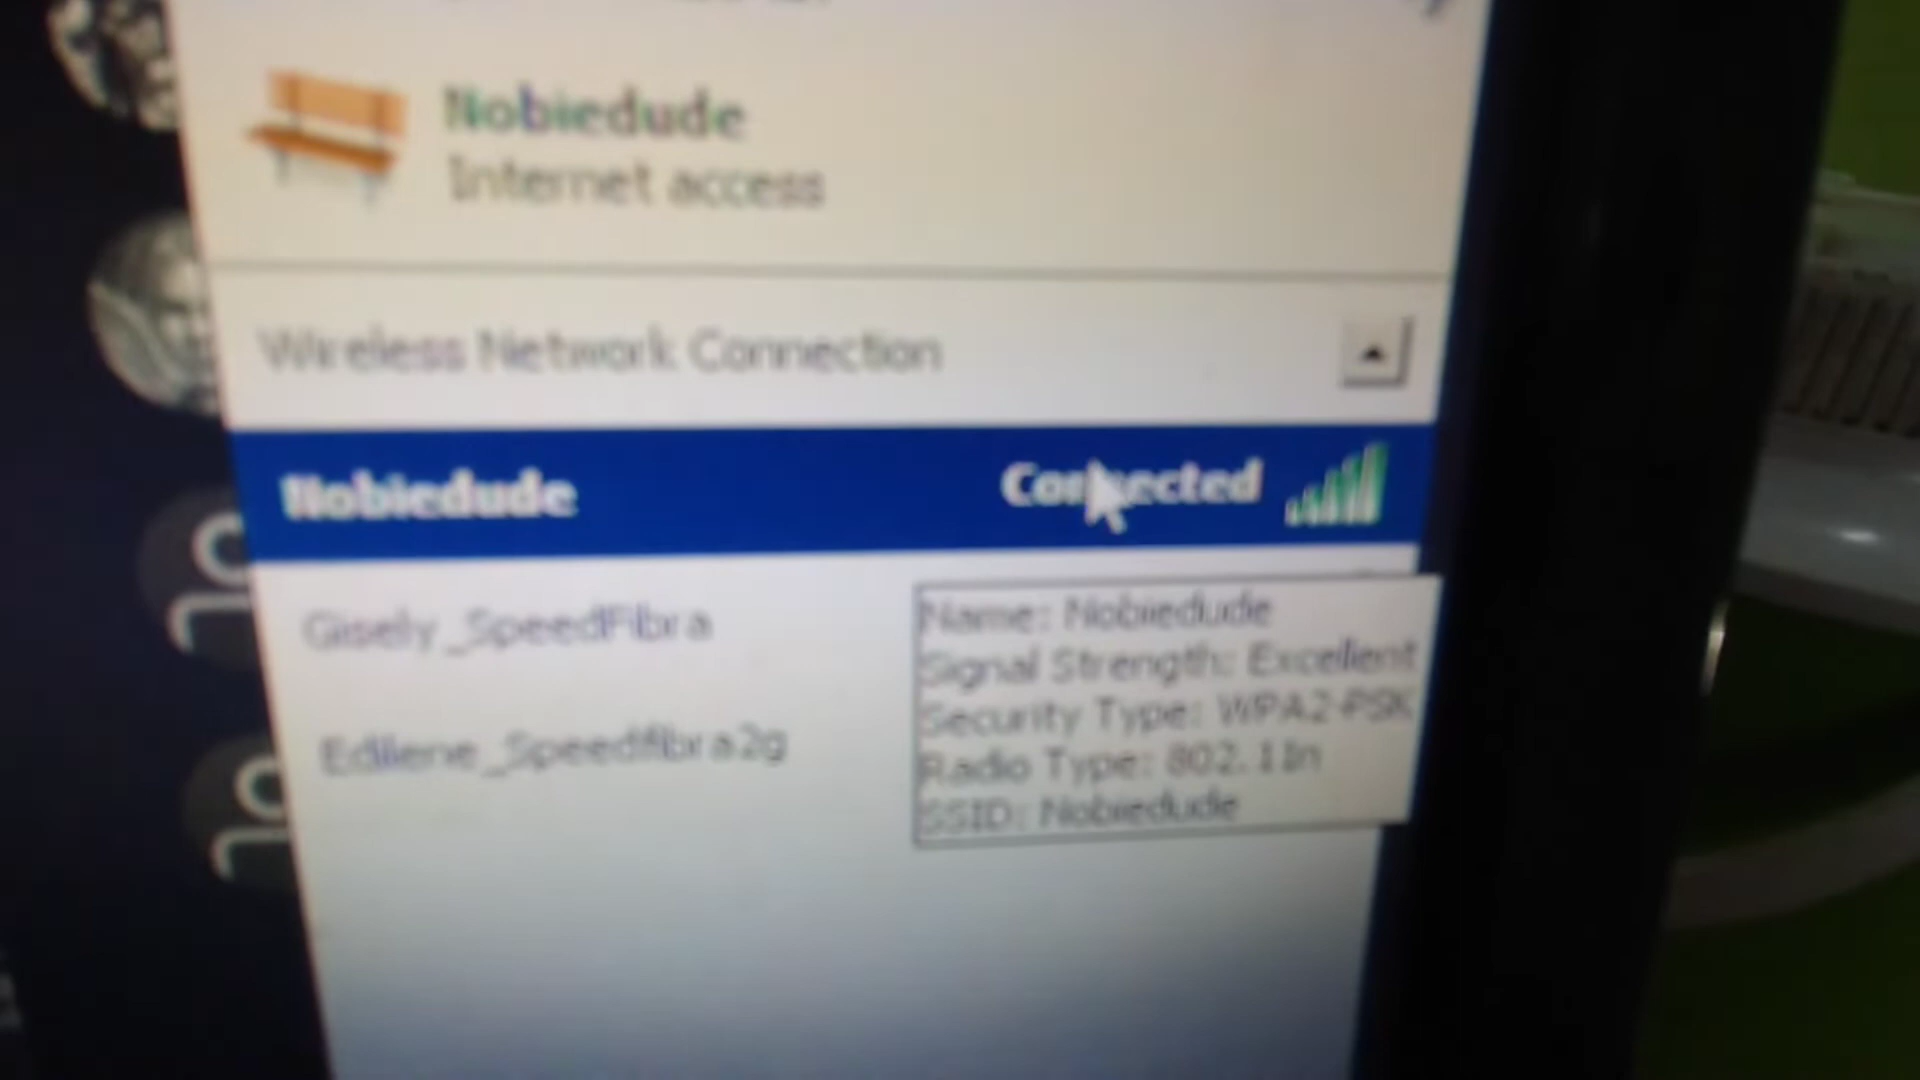 Nobiedude
Internet access
Wireless Network Connection
Nobiedude
Connected
Gisely_SpeedFibra
Edilene_Speedfibra2g
Name: Nobiedude
Signal Strength: Excellent
Security Type: WPA2-PSK
Radio Type: 802.11n
SSID: Nobiedude